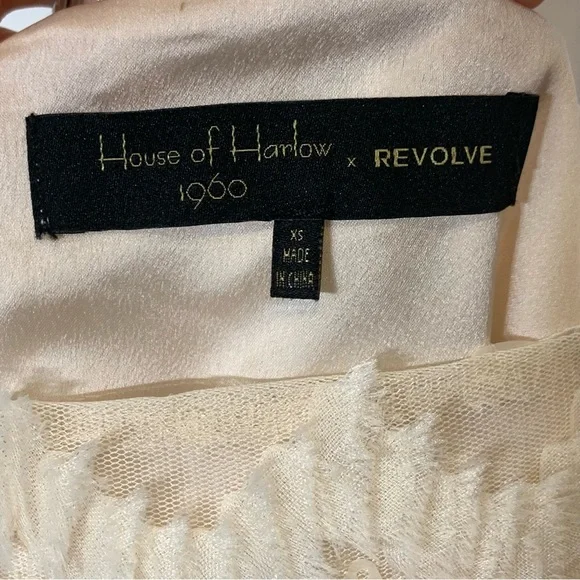 House of Harlow x REVOLVE
1960
XS
MADE
IN CHINA